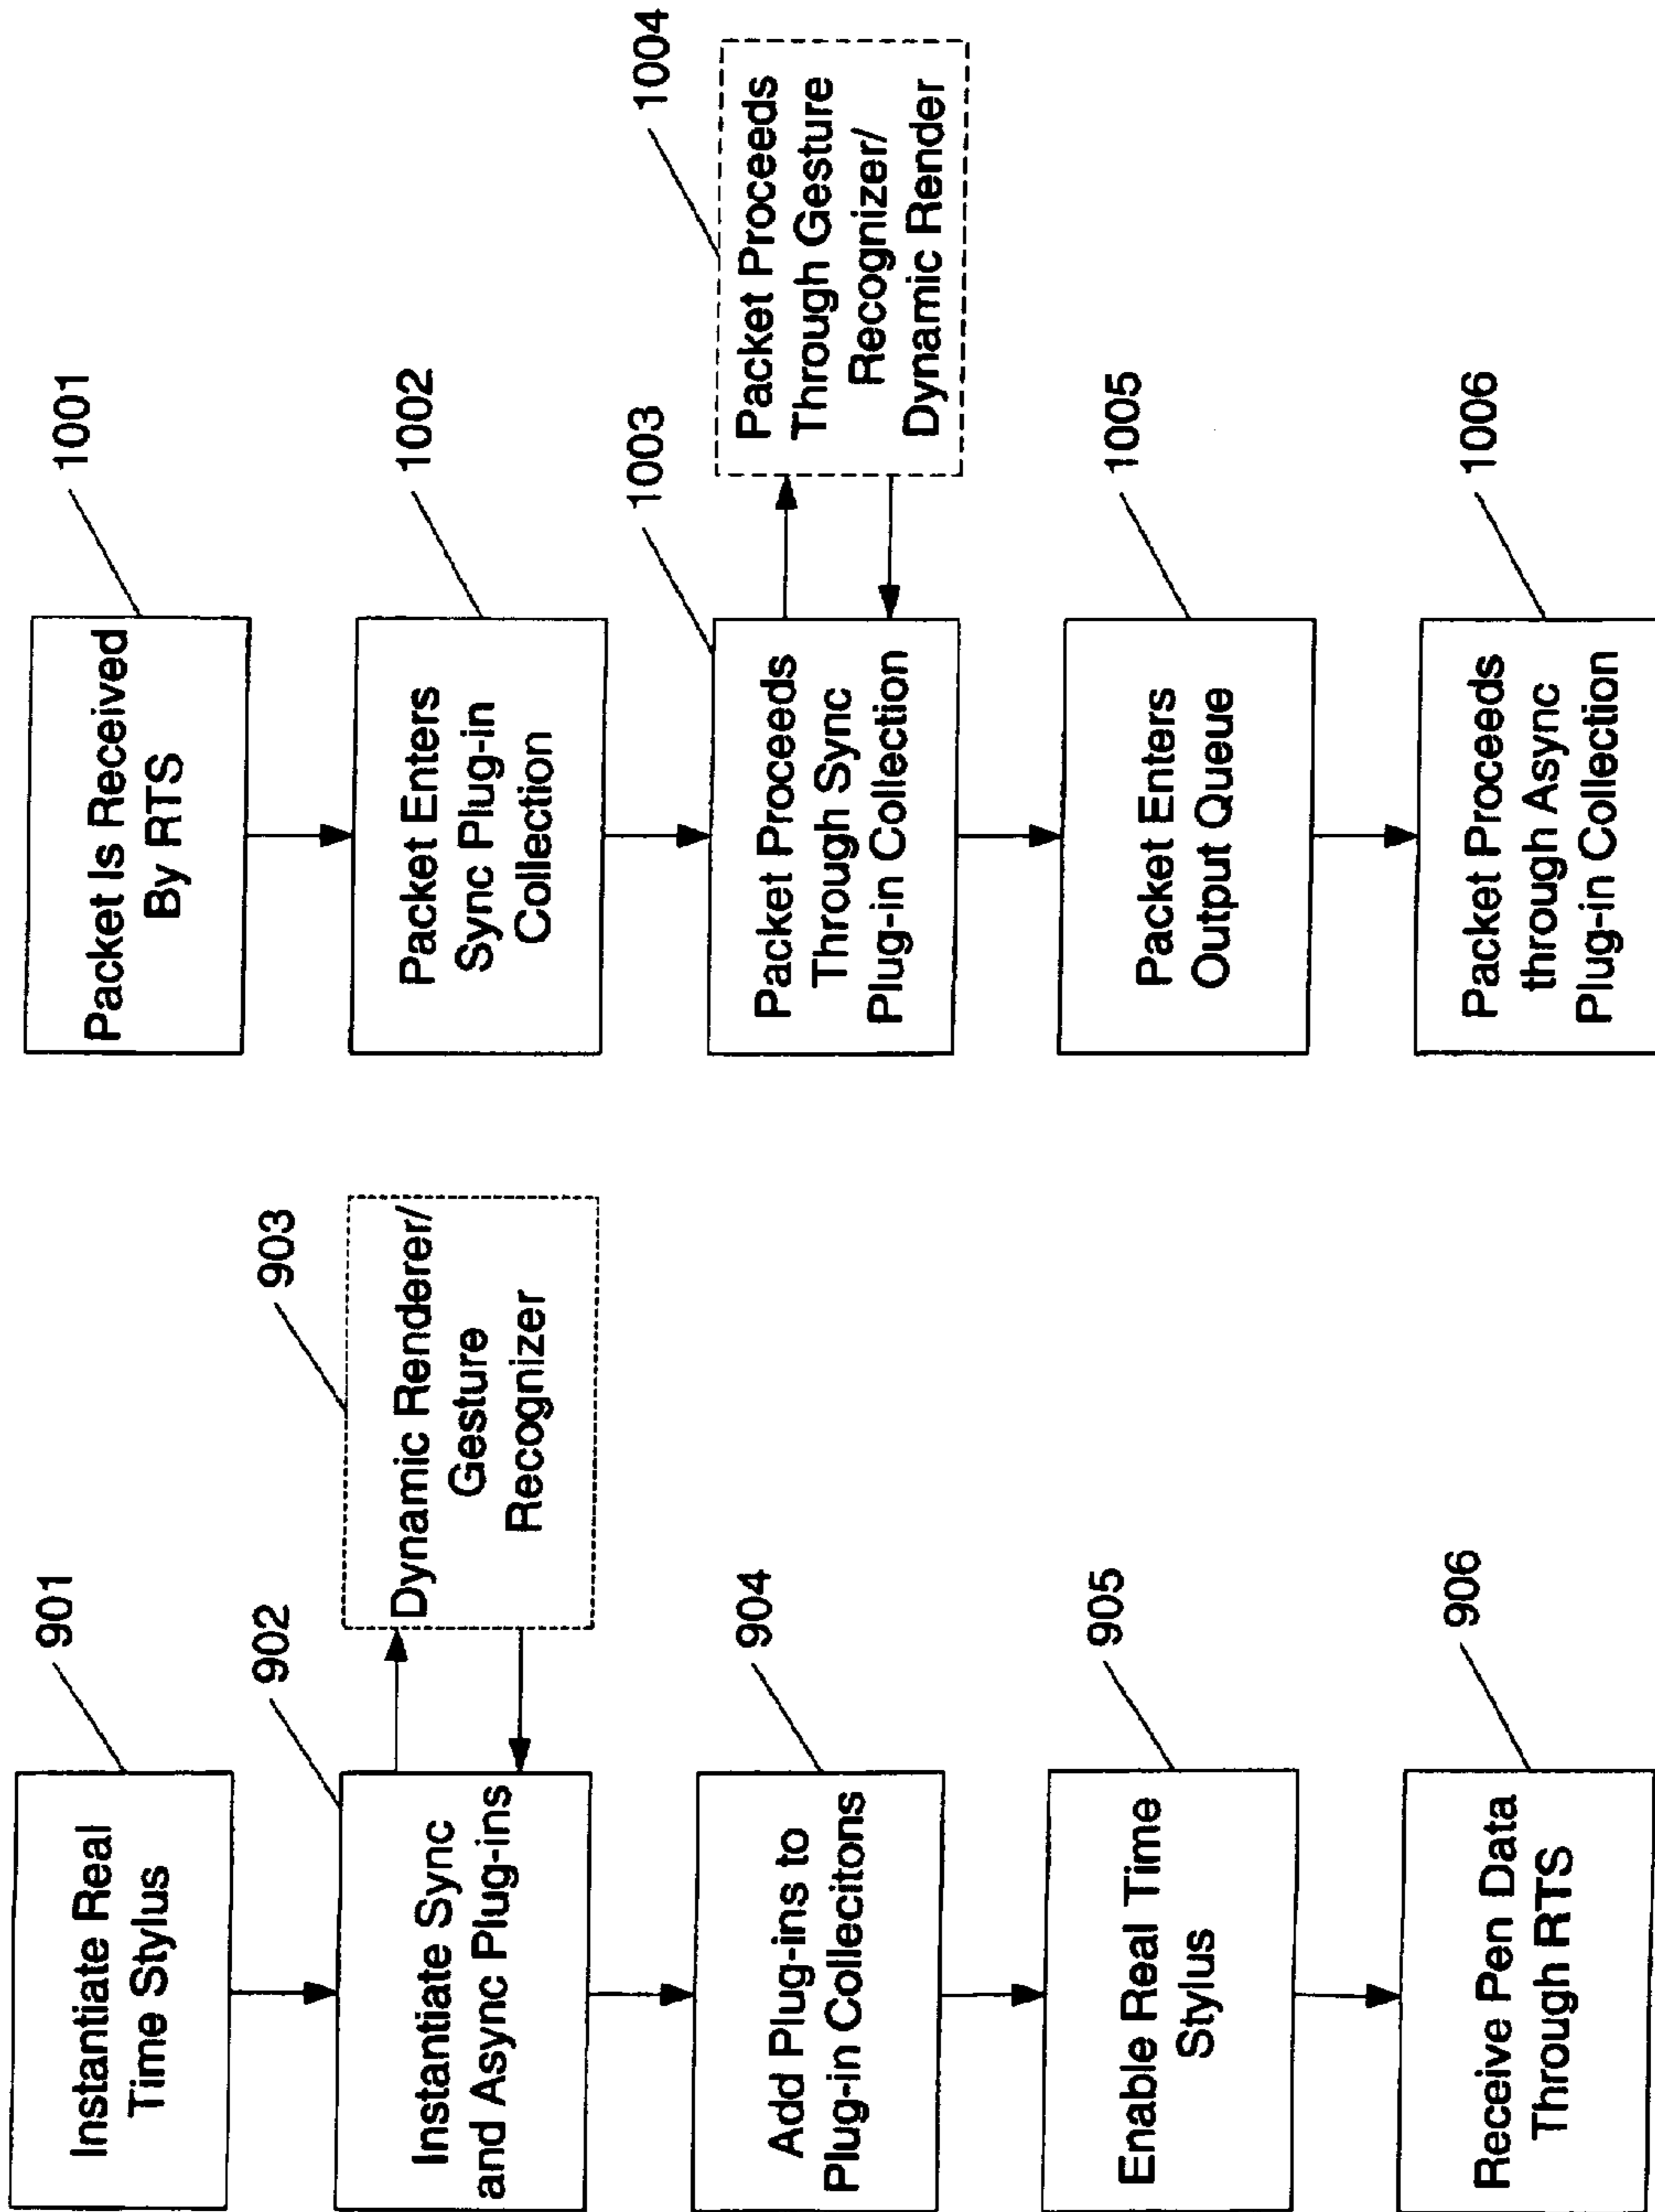 901
Instantiate Real
Time Stylus
902
Instantiate Sync
and Async Plug-ins
903
Dynamic Renderer/
Gesture
Recognizer
904
Add Plug-ins to
Plug-in Collecitons
905
Enable Real Time
Stylus
906
Receive Pen Data
Through RTS
1001
Packet Is Received
By RTS
1002
Packet Enters
Sync Plug-in
Collection
1003
Packet Proceeds
Through Sync
Plug-in Collection
1004
Packet Proceeds
Through Gesture
Recognizer/
Dynamic Render
1005
Packet Enters
Output Queue
1006
Packet Proceeds
through Async
Plug-in Collection